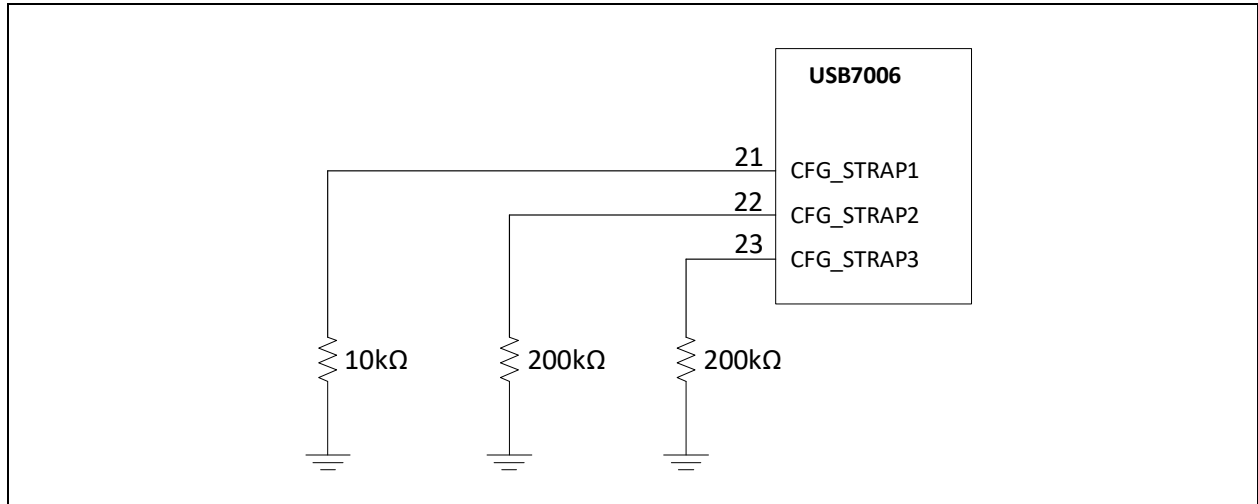 USB7006
21
CFG_STRAP1
22
CFG_STRAP2
23
CFG_STRAP3
10kΩ
200kΩ
200kΩ